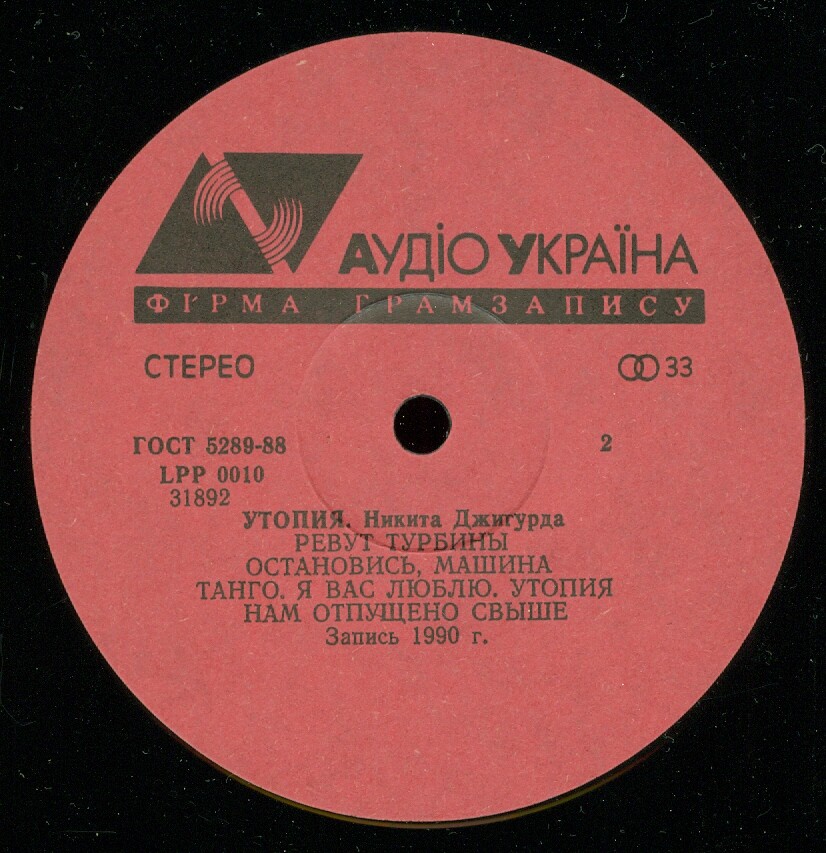 АУДІО УКРАЇНА
ФІРМА ГРАМЗАПИСУ
СТЕРЕО 33
ГОСТ 5289-88 2
LPP 0010
31892
УТОПИЯ. Никита Джигурда
РЕВУТ ТУРБИНЫ
ОСТАНОВИСЬ, МАШИНА
ТАНГО. Я ВАС ЛЮБЛЮ. УТОПИЯ
НАМ ОТПУЩЕНО СВЫШЕ
Запись 1990 г.